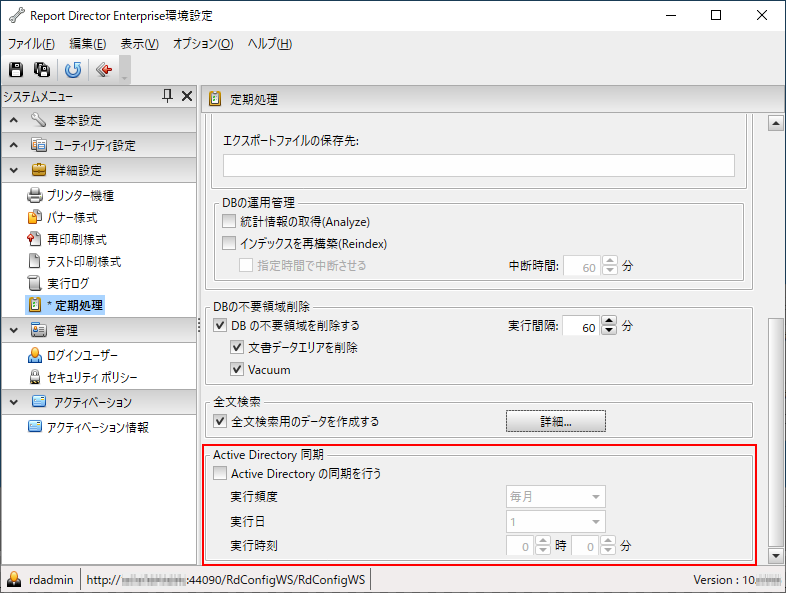 Report Director Enterprise環境設定
ファイル(F) 編集(E) 表示(V) オプション(O) ヘルプ(H)
システムメニュー
基本設定
ユーティリティ設定
詳細設定
プリンター機種
バナー様式
再印刷様式
テスト印刷様式
実行ログ
* 定期処理
管理
ログインユーザー
セキュリティ ポリシー
アクティベーション
アクティベーション情報
定期処理
エクスポートファイルの保存先:
DBの運用管理
統計情報の取得(Analyze)
インデックスを再構築(Reindex)
指定時間で中断させる 中断時間: 60 分
DBの不要領域削除
DB の不要領域を削除する 実行間隔: 60 分
文書データエリアを削除
Vacuum
全文検索
全文検索用のデータを作成する 詳細...
Active Directory 同期
Active Directory の同期を行う
実行頻度 毎月
実行日 1
実行時刻 0 時 0 分
rdadmin http:// :44090/RdConfigWS/RdConfigWS Version : 10.